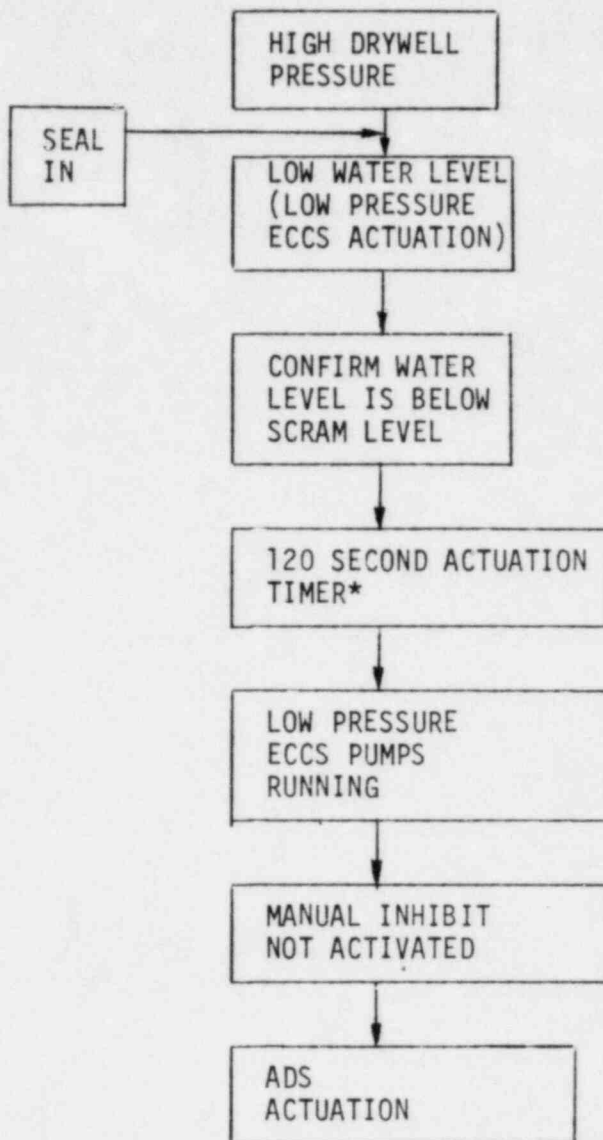 HIGH DRYWELL
PRESSURE
SEAL
IN
LOW WATER LEVEL
(LOW PRESSURE
ECCS ACTUATION)
CONFIRM WATER
LEVEL IS BELOW
SCRAM LEVEL
120 SECOND ACTUATION
TIMER*
LOW PRESSURE
ECCS PUMPS
RUNNING
MANUAL INHIBIT
NOT ACTIVATED
ADS
ACTUATION